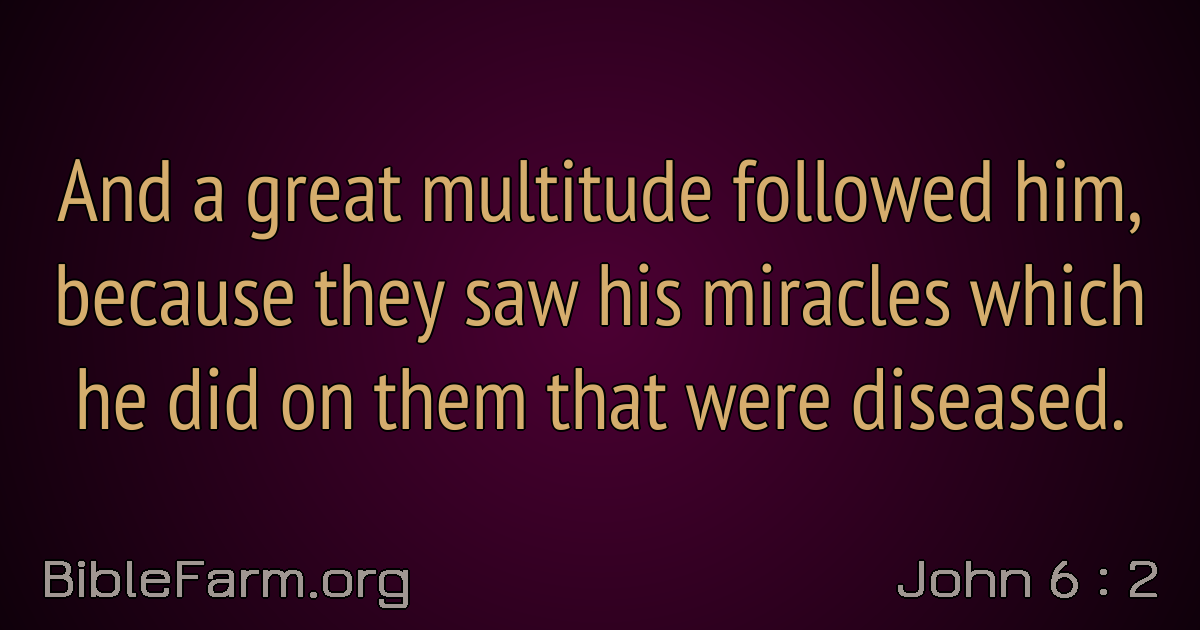 And a great multitude followed him,
because they saw his miracles which
he did on them that were diseased.
BibleFarm.org
John 6 : 2